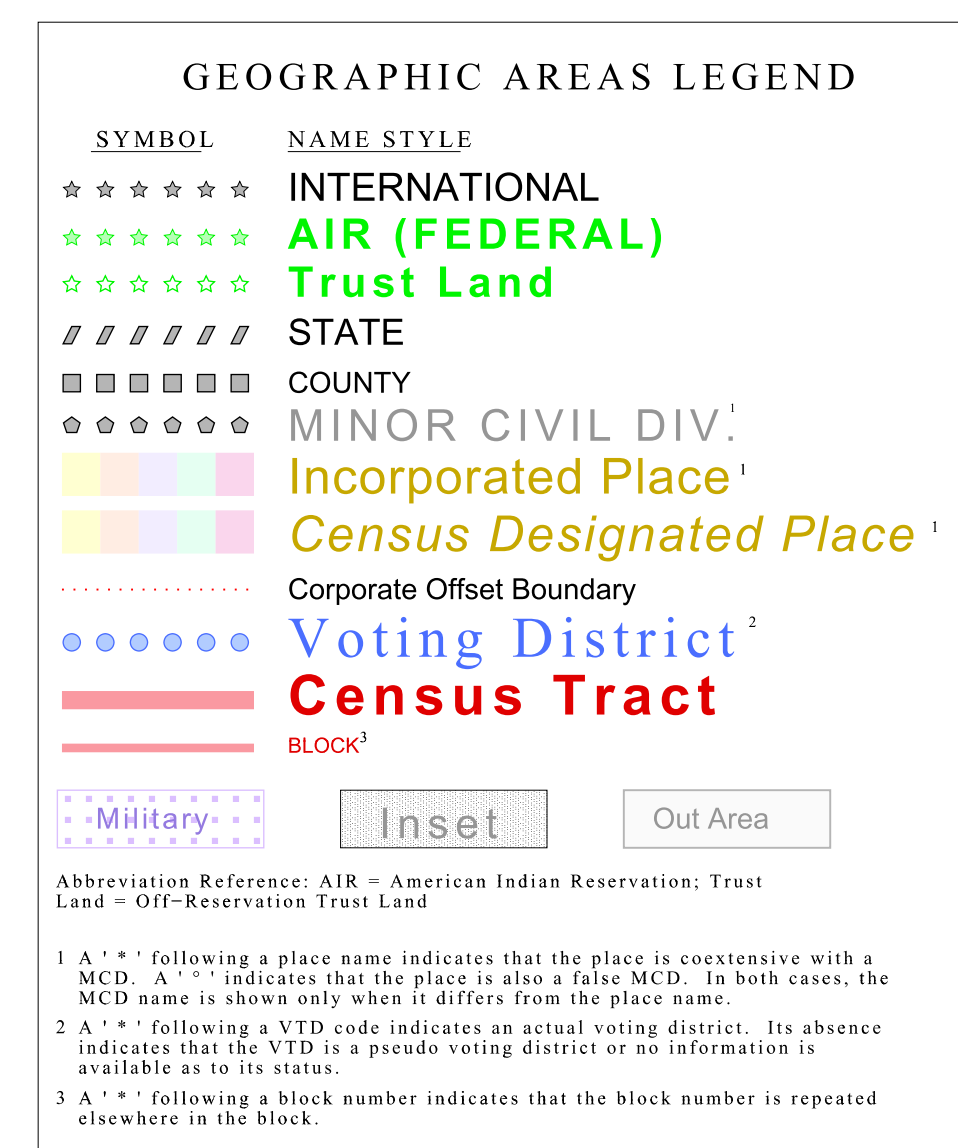 GEOGRAPHIC AREAS LEGEND
SYMBOL NAME STYLE
INTERNATIONAL
AIR (FEDERAL)
Trust Land
STATE
COUNTY
MINOR CIVIL DIV.1
Incorporated Place 1
Census Designated Place 1
Corporate Offset Boundary
Voting District 2
Census Tract
BLOCK3
Military Inset Out Area
Abbreviation Reference: AIR = American Indian Reservation; Trust
Land = Off−Reservation Trust Land
1 A ' * ' following a place name indicates that the place is coextensive with a
MCD. A ' ° ' indicates that the place is also a false MCD. In both cases, the
MCD name is shown only when it differs from the place name.
2 A ' * ' following a VTD code indicates an actual voting district. Its absence
indicates that the VTD is a pseudo voting district or no information is
available as to its status.
3 A ' * ' following a block number indicates that the block number is repeated
elsewhere in the block.